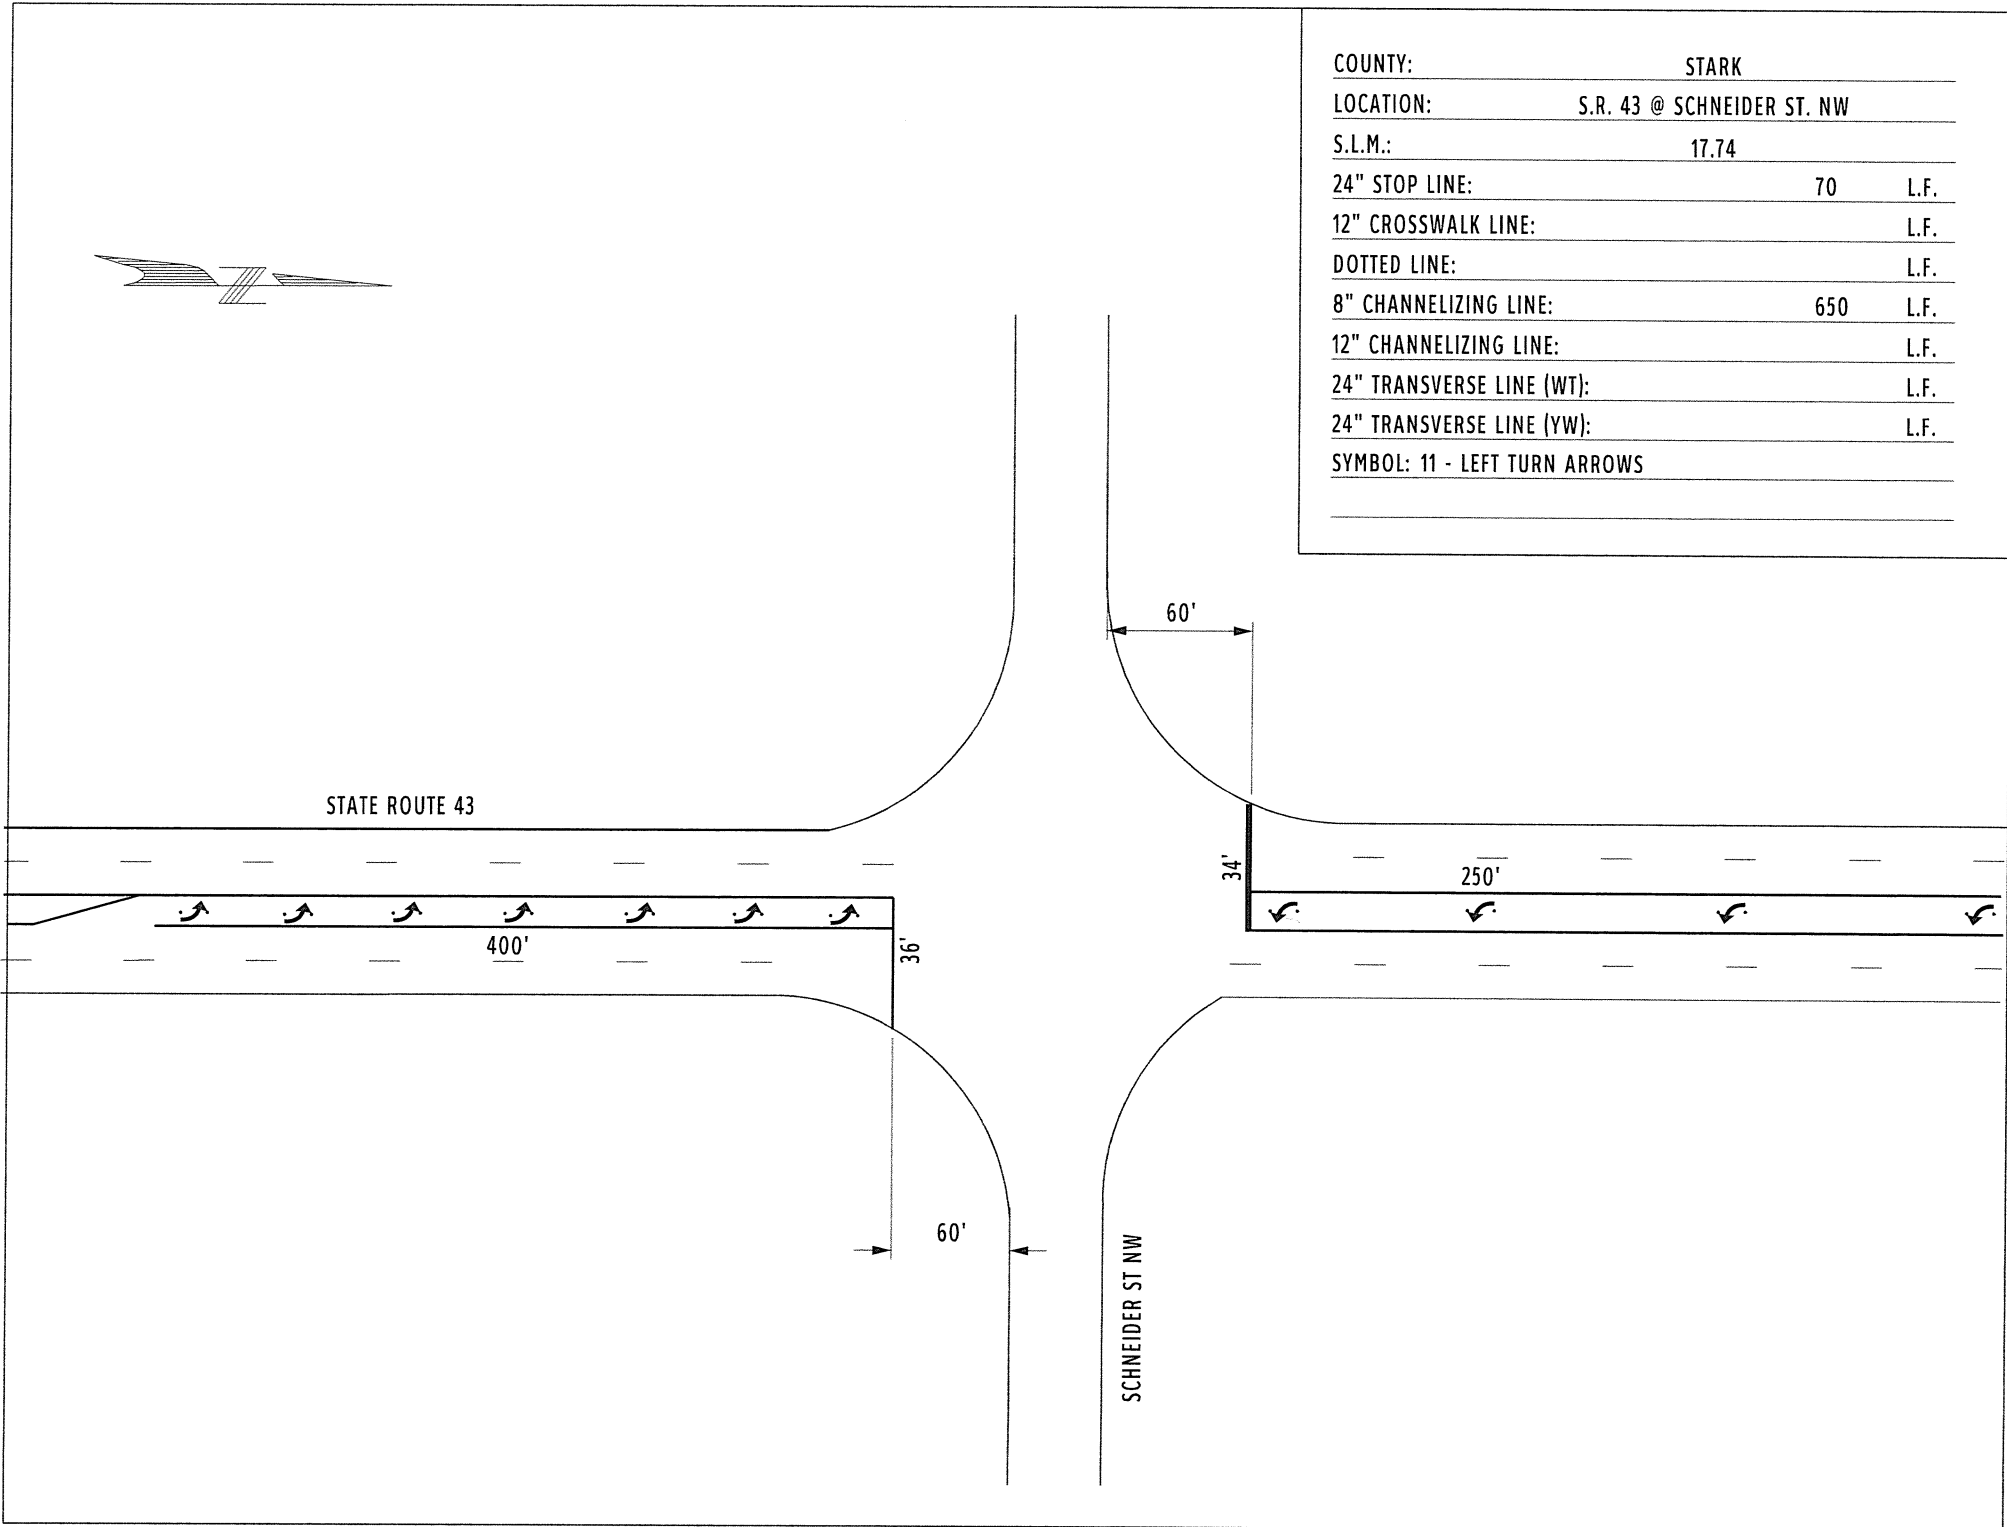 COUNTY: STARK
LOCATION: S.R. 43 @ SCHNEIDER ST. NW
S.L.M.: 17.74
24" STOP LINE: 70 L.F.
12" CROSSWALK LINE: L.F.
DOTTED LINE: L.F.
8" CHANNELIZING LINE: 650 L.F.
12" CHANNELIZING LINE: L.F.
24" TRANSVERSE LINE (WT): L.F.
24" TRANSVERSE LINE (YW): L.F.
SYMBOL: 11 - LEFT TURN ARROWS
60'
STATE ROUTE 43
34'
250'
400'
36'
60'
SCHNEIDER ST NW